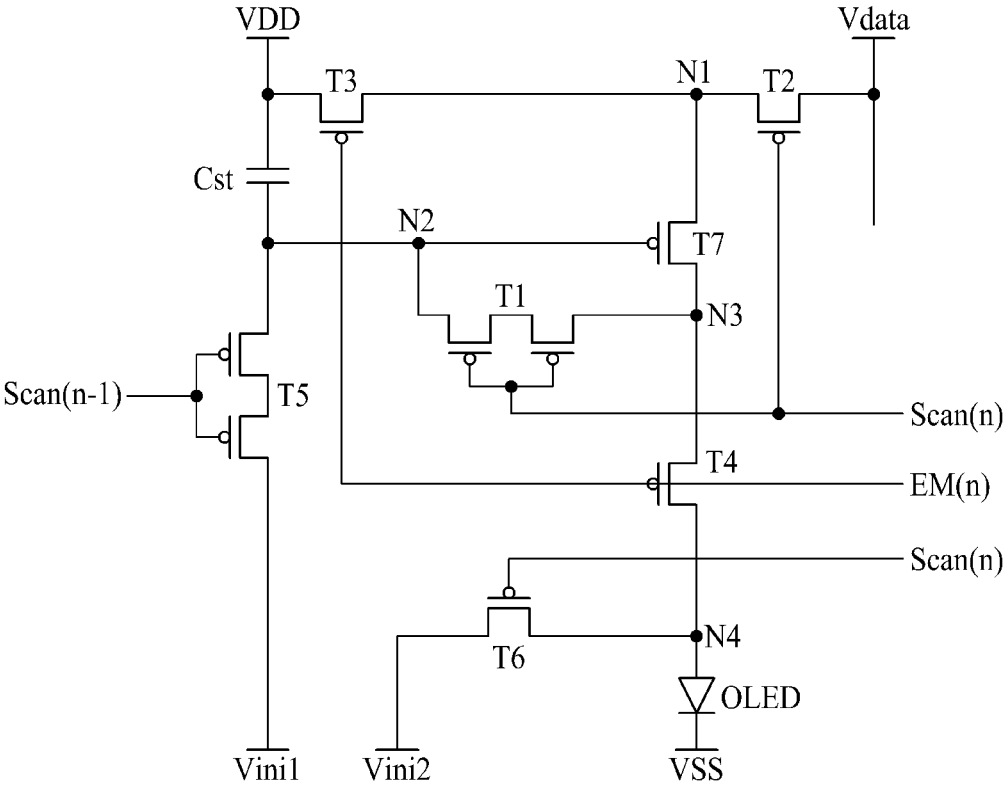 VDD
Vdata
T3
N1
T2
Cst
N2
T7
T1
N3
Scan(n-1)
T5
Scan(n)
T4
EM(n)
Scan(n)
T6
N4
OLED
Vini1
Vini2
VSS